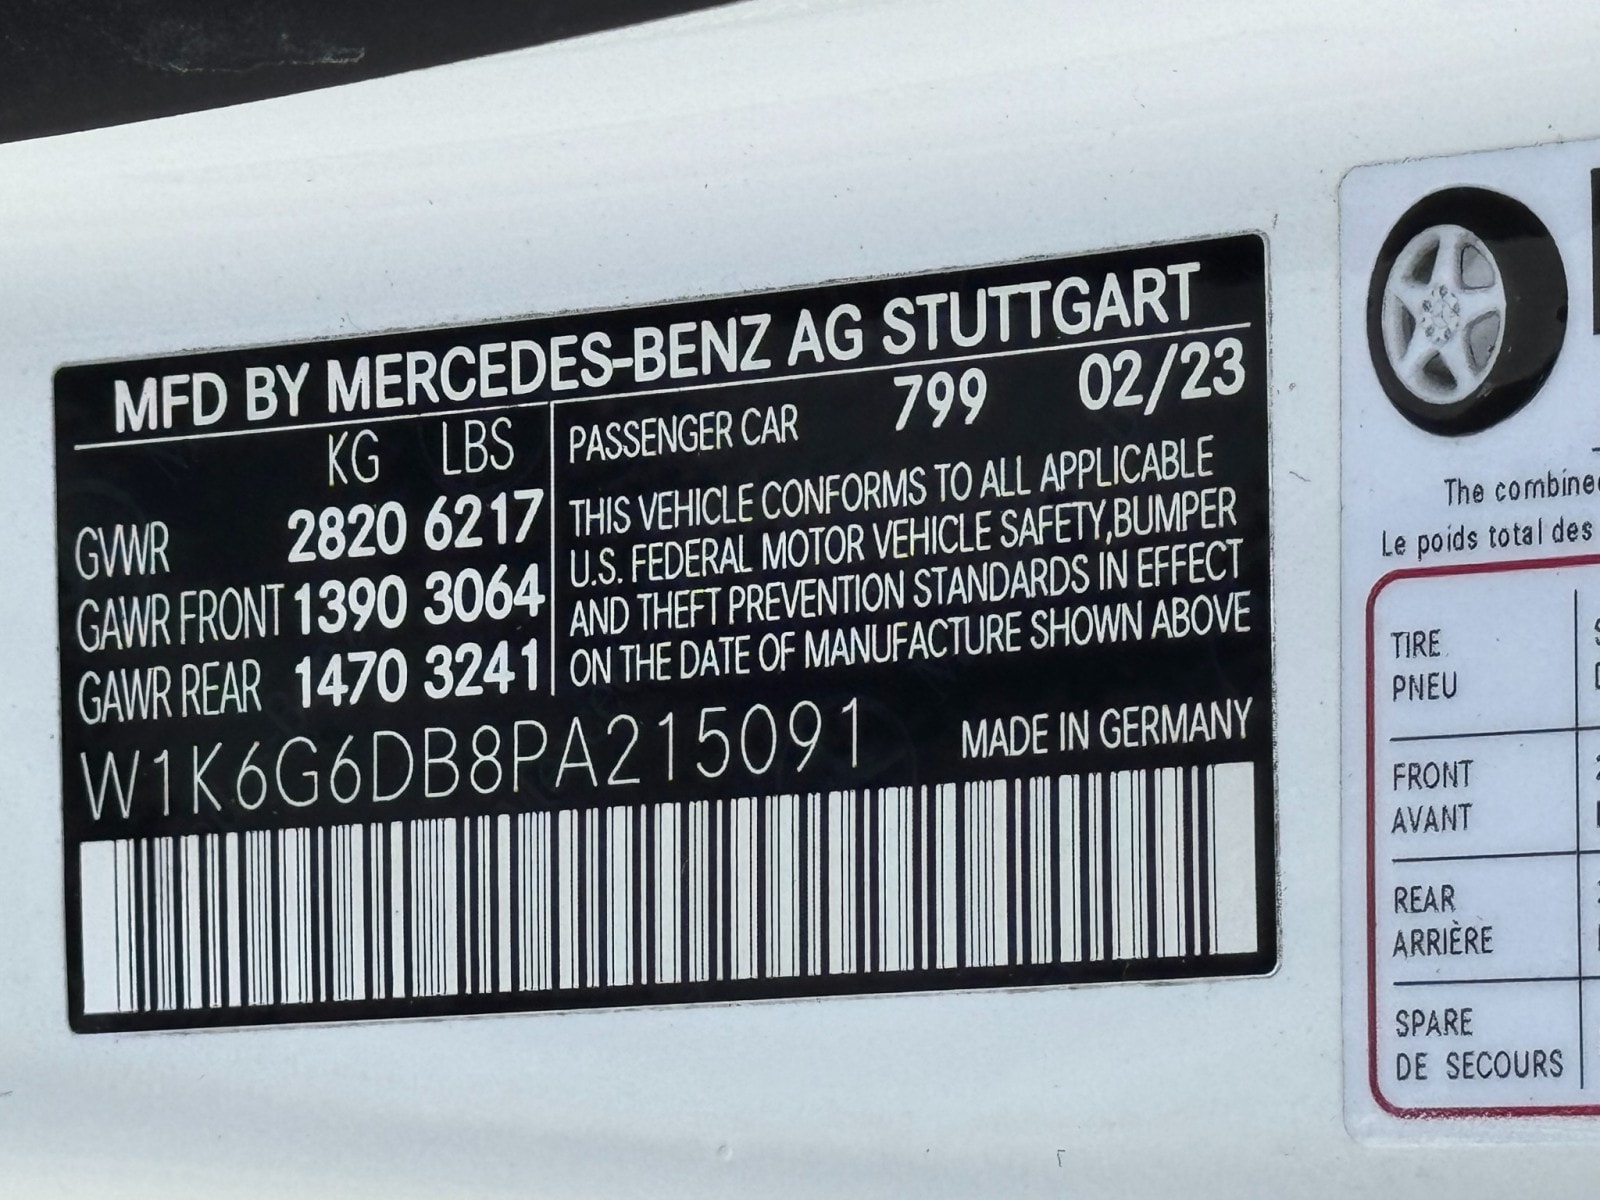 MFD BY MERCEDES-BENZ AG STUTTGART
KG LBS
GVWR 2820 6217
GAWR FRONT 1390 3064
GAWR REAR 1470 3241
PASSENGER CAR 799 02/23
THIS VEHICLE CONFORMS TO ALL APPLICABLE
U.S. FEDERAL MOTOR VEHICLE SAFETY,BUMPER
AND THEFT PREVENTION STANDARDS IN EFFECT
ON THE DATE OF MANUFACTURE SHOWN ABOVE
W1K6G6DB8PA215091
MADE IN GERMANY
The combine
Le poids total des
TIRE
PNEU
FRONT
AVANT
REAR
ARRIÈRE
SPARE
DE SECOURS